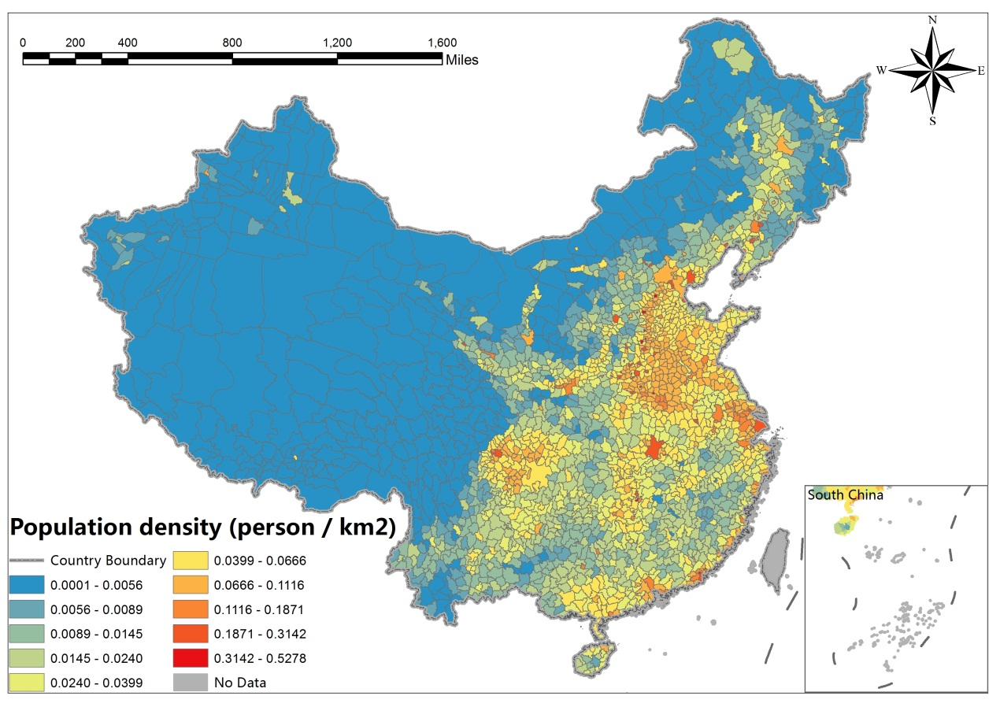 0 200 400 800 1,200 1,600
Miles
N
W E
S
South China
Population density (person / km2)
Country Boundary
0.0001 - 0.0056
0.0056 - 0.0089
0.0089 - 0.0145
0.0145 - 0.0240
0.0240 - 0.0399
0.0399 - 0.0666
0.0666 - 0.1116
0.1116 - 0.1871
0.1871 - 0.3142
0.3142 - 0.5278
No Data